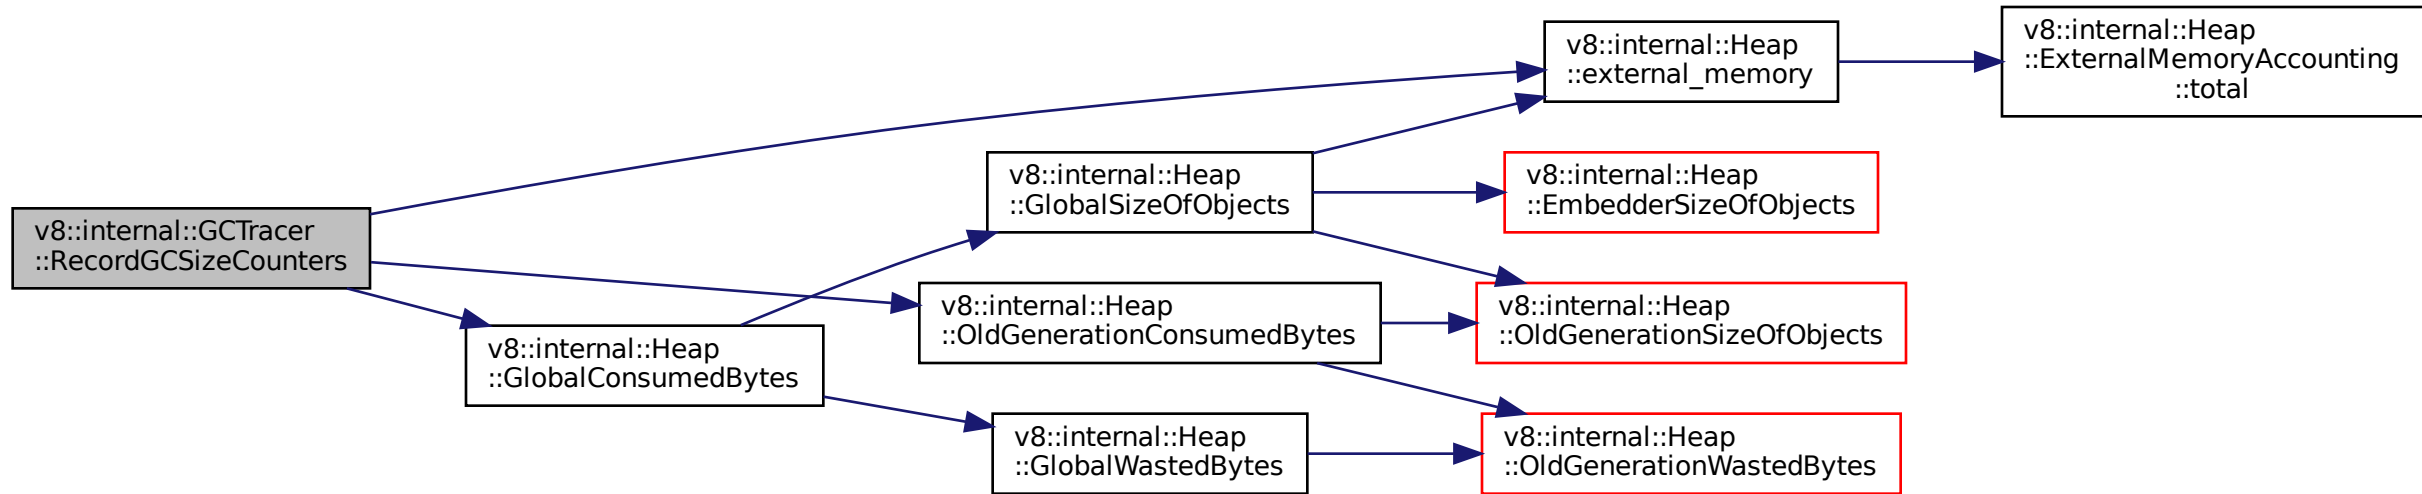 v8::internal::GCTracer
::RecordGCSizeCounters
v8::internal::Heap
::external_memory
v8::internal::Heap
::ExternalMemoryAccounting
::total
v8::internal::Heap
::GlobalConsumedBytes
v8::internal::Heap
::GlobalSizeOfObjects
v8::internal::Heap
::EmbedderSizeOfObjects
v8::internal::Heap
::OldGenerationSizeOfObjects
v8::internal::Heap
::GlobalWastedBytes
v8::internal::Heap
::OldGenerationWastedBytes
v8::internal::Heap
::OldGenerationConsumedBytes